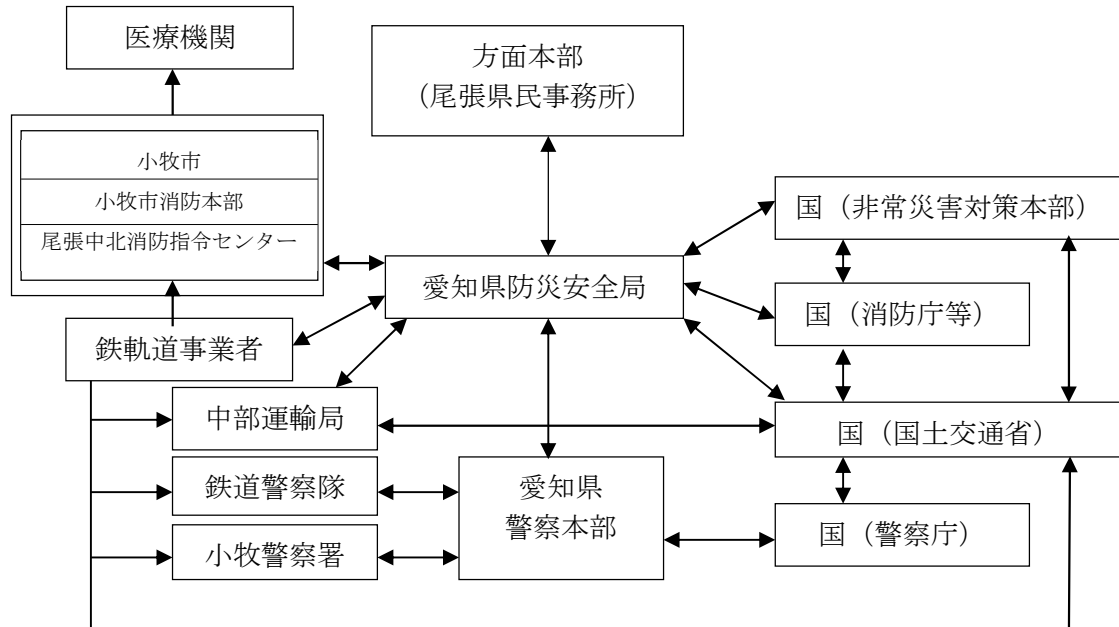 医療機関
方面本部
（尾張県民事務所）
小牧市
小牧市消防本部
尾張中北消防指令センター
国（非常災害対策本部）
愛知県防災安全局
国（消防庁等）
鉄軌道事業者
中部運輸局
国（国土交通省）
鉄道警察隊
愛知県
警察本部
国（警察庁）
小牧警察署